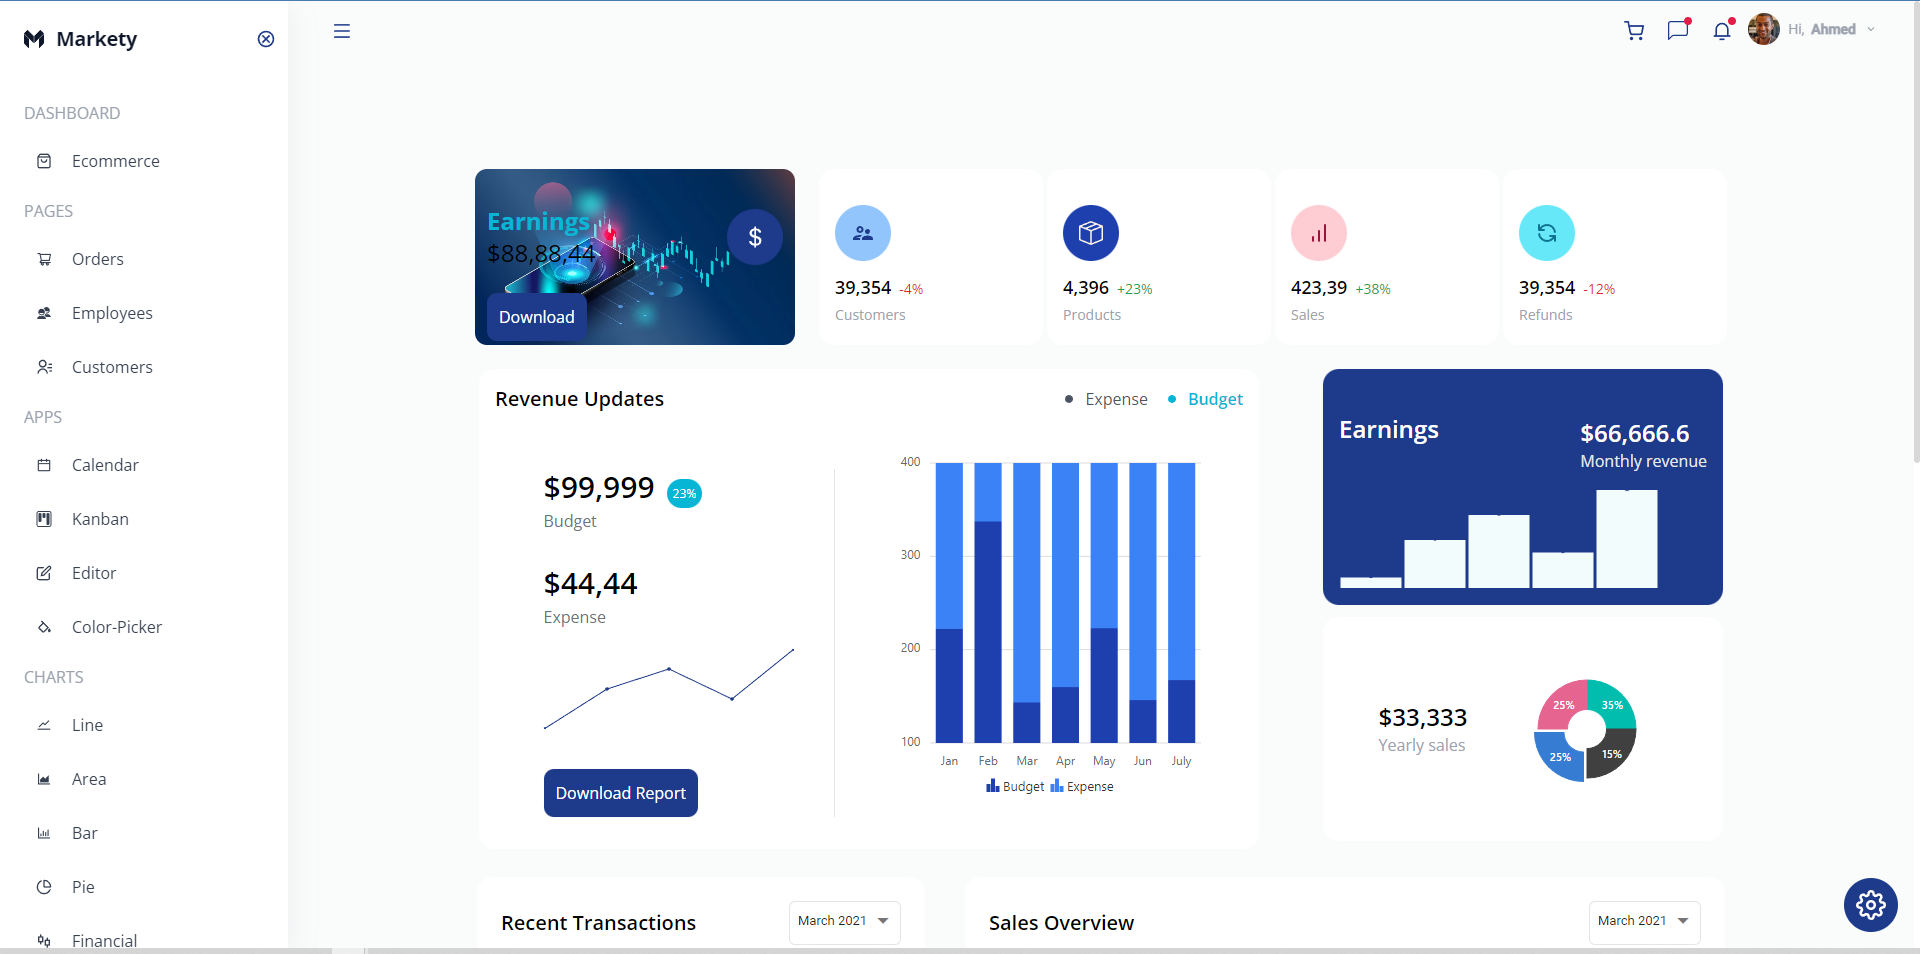 Markety
DASHBOARD
Ecommerce
PAGES
Orders
Employees
Customers
APPS
Calendar
Kanban
Editor
Color-Picker
CHARTS
Line
Area
Bar
Pie
Financial
Hi, Ahmed
Earnings
$88,88,44
$
Download
39,354 -4%
Customers
4,396 +23%
Products
423,39 +38%
Sales
39,354 -12%
Refunds
Revenue Updates
Expense Budget
$99,999 23%
Budget
$44,44
Expense
Download Report
400
300
200
100
Jan Feb Mar Apr May Jun July
Budget Expense
Earnings
$66,666.6
Monthly revenue
$33,333
Yearly sales
25% 35%
25% 15%
Recent Transactions
March 2021
Sales Overview
March 2021